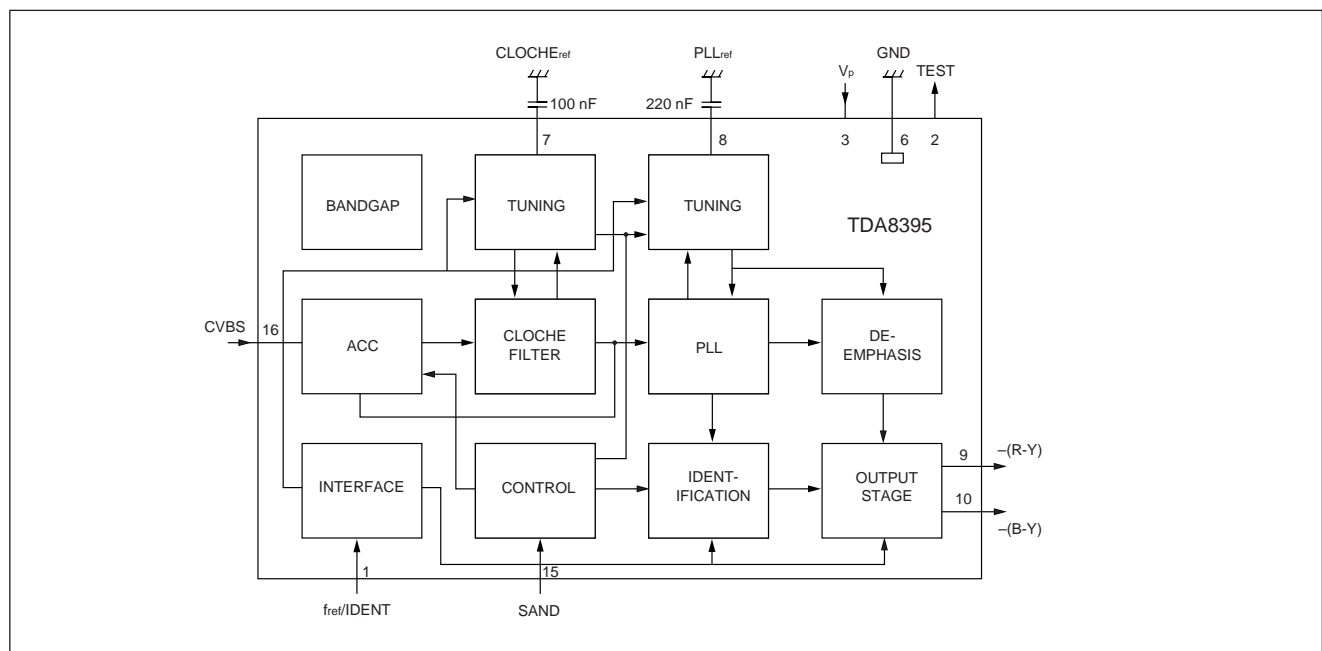 CLOCHEref
PLLref
GND
Vp
TEST
100 nF
220 nF
7
8
3
6
2
BANDGAP
TUNING
TUNING
TDA8395
CVBS
16
ACC
CLOCHE
FILTER
PLL
DE-
EMPHASIS
INTERFACE
CONTROL
IDENT-
IFICATION
OUTPUT
STAGE
9
–(R-Y)
10
–(B-Y)
1
15
fref/IDENT
SAND